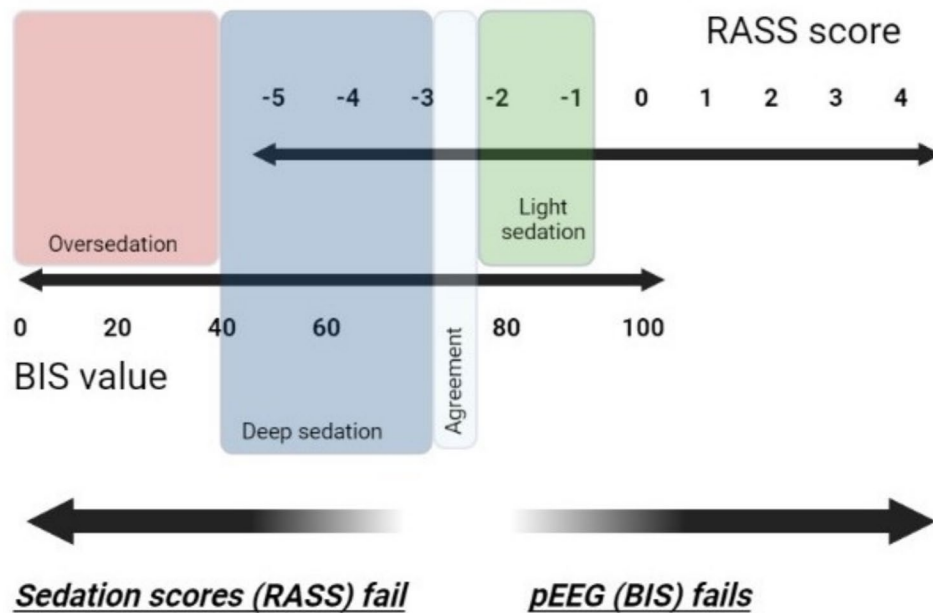 RASS score
-5 -4 -3 -2 -1 0 1 2 3 4
Light
sedation
Oversedation
0 20 40 60 80 100
BIS value
Agreement
Deep sedation
Sedation scores (RASS) fail
pEEG (BIS) fails